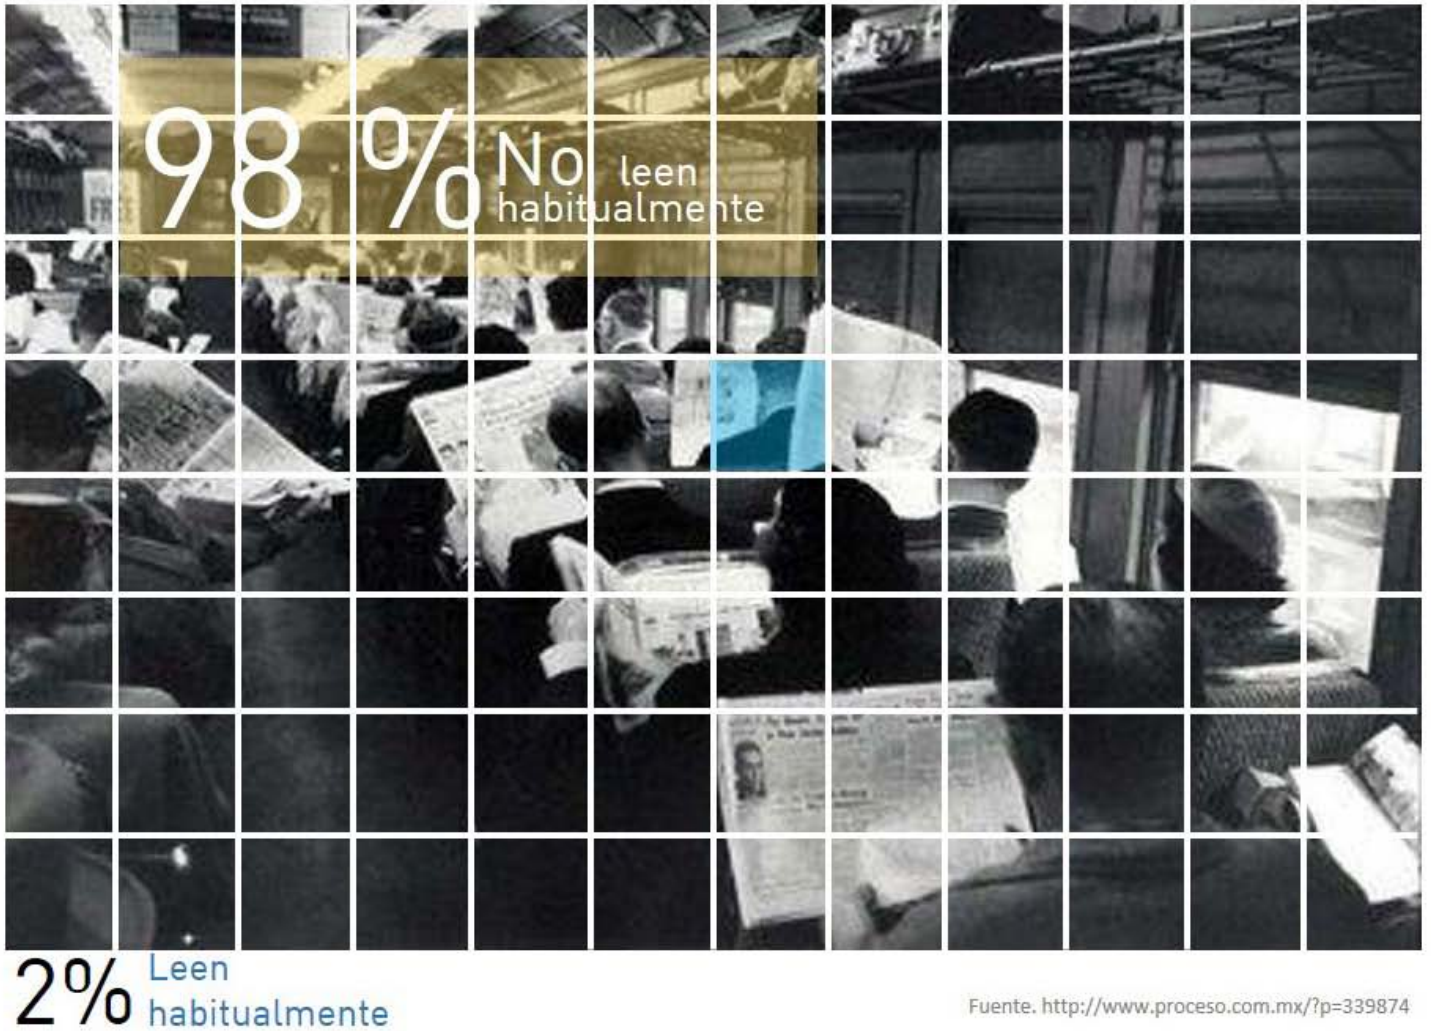 98 % No leen
habitualmente
2% Leen
habitualmente
Fuente. http://www.proceso.com.mx/?p=339874